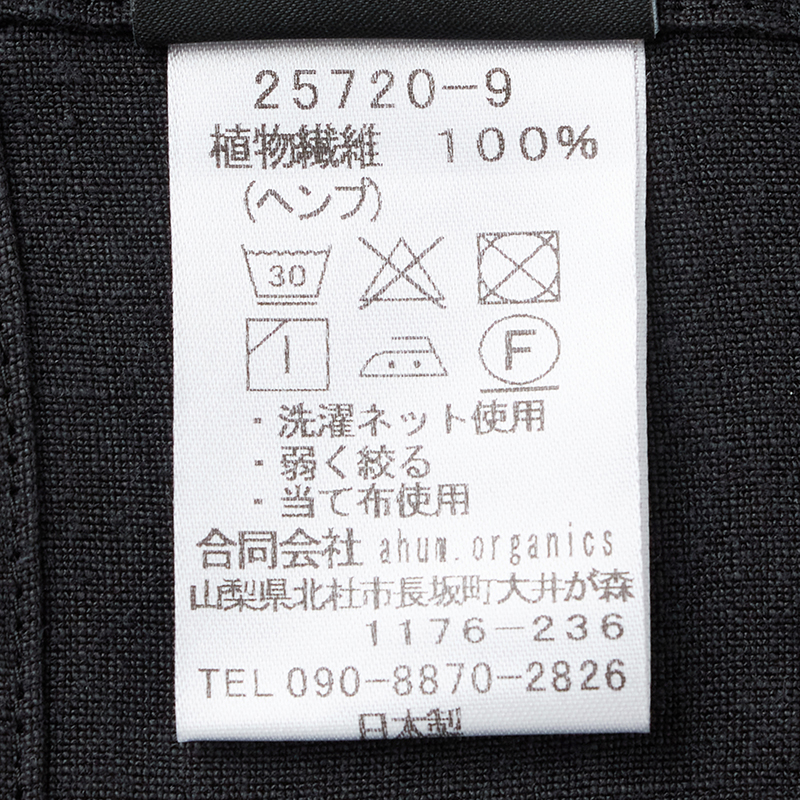 25720-9
植物繊維 100%
(ヘンプ)
30
F
・洗濯ネット使用
・弱く絞る
・当て布使用
合同会社 ahum.organics
山梨県北杜市長坂町大井が森
1176-236
TEL 090-8870-2826
日本製